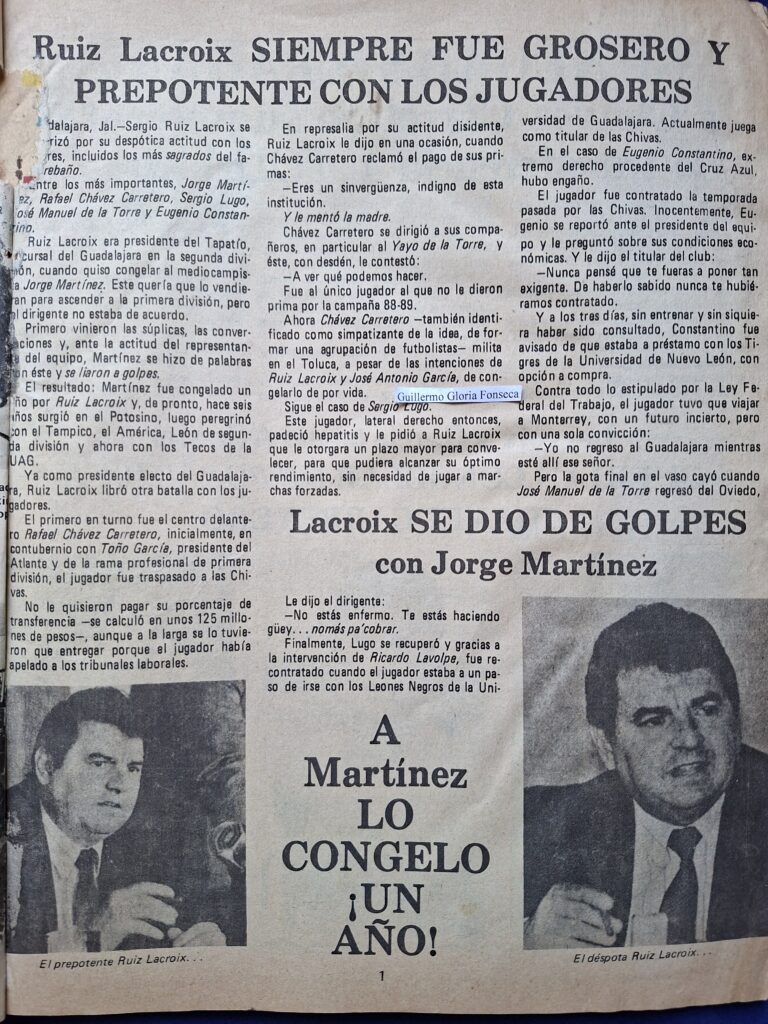 Ruiz Lacroix SIEMPRE FUE GROSERO Y
PREPOTENTE CON LOS JUGADORES
dalajara, Jal.—Sergio Ruiz Lacroix se
rizó por su despótica actitud con los
res, incluidos los más sagrados del fa-
rebaño.
Entre los más importantes, Jorge Martí-
ez, Rafael Chávez Carretero, Sergio Lugo,
osé Manuel de la Torre y Eugenio Constan-
ino.
Ruiz Lacroix era presidente del Tapatío,
cursal del Guadalajara en la segunda divi-
ón, cuando quiso congelar al mediocampis-
a Jorge Martínez. Este quería que lo vendie-
an para ascender a la primera división, pero
l dirigente no estaba de acuerdo.
Primero vinieron las súplicas, las conver-
aciones y, ante la actitud del representan-
e del equipo, Martínez se hizo de palabras
on éste y se liaron a golpes.
El resultado: Martínez fue congelado un
ño por Ruiz Lacroix y, de pronto, hace seis
años surgió en el Potosino, luego peregrinó
con el Tampico, el América, León de segun-
da división y ahora con los Tecos de la
UAG.
Ya como presidente electo del Guadalaja-
ra, Ruiz Lacroix libró otra batalla con los ju-
gadores.
El primero en turno fue el centro delante-
ro Rafael Chávez Carretero, inicialmente, en
contubernio con Toño García, presidente del
Atlante y de la rama profesional de primera
división, el jugador fue traspasado a las Chi-
vas.
No le quisieron pagar su porcentaje de
transferencia —se calculó en unos 125 millo-
nes de pesos—, aunque a la larga se lo tuvie-
ron que entregar porque el jugador había
apelado a los tribunales laborales.
El prepotente Ruiz Lacroix. . .
En represalia por su actitud disidente,
Ruiz Lacroix le dijo en una ocasión, cuando
Chávez Carretero reclamó el pago de sus pri-
mas:
—Eres un sinvergüenza, indigno de esta
institución.
Y le mentó la madre.
Chávez Carretero se dirigió a sus compa-
ñeros, en particular al Yayo de la Torre, y
éste, con desdén, le contestó:
—A ver qué podemos hacer.
Fue al único jugador al que no le dieron
prima por la campaña 88-89.
Ahora Chávez Carretero —también identi-
ficado como simpatizante de la idea, de for-
mar una agrupación de futbolistas— milita
en el Toluca, a pesar de las intenciones de
Ruiz Lacroix y José Antonio García, de con-
gelarlo de por vida.
Guillermo Gloria Fonseca
Sigue el caso de Sergio Lugo.
Este jugador, lateral derecho entonces,
padeció hepatitis y le pidió a Ruiz Lacroix
que le otorgara un plazo mayor para conve-
lecer, para que pudiera alcanzar su óptimo
rendimiento, sin necesidad de jugar a mar-
chas forzadas.
versidad de Guadalajara. Actualmente juega
como titular de las Chivas.
En el caso de Eugenio Constantino, ex-
tremo derecho procedente del Cruz Azul,
hubo engaño.
El jugador fue contratado la temporada
pasada por las Chivas. Inocentemente, Eu-
genio se reportó ante el presidente del equi-
po y le preguntó sobre sus condiciones eco-
nómicas. Y le dijo el titular del club:
—Nunca pensé que te fueras a poner tan
exigente. De haberlo sabido nunca te hubié-
ramos contratado.
Y a los tres días, sin entrenar y sin siquie-
ra haber sido consultado, Constantino fue
avisado de que estaba a préstamo con los Ti-
gres de la Universidad de Nuevo León, con
opción a compra.
Contra todo lo estipulado por la Ley Fe-
deral del Trabajo, el jugador tuvo que viajar
a Monterrey, con un futuro incierto, pero
con una sola convicción:
—Yo no regreso al Guadalajara mientras
esté allí ese señor.
Pero la gota final en el vaso cayó cuando
José Manuel de la Torre regresó del Oviedo,
Lacroix SE DIO DE GOLPES
con Jorge Martínez
Le dijo el dirigente:
—No estás enfermo. Te estás haciendo
güey. . . nomás pa'cobrar.
Finalmente, Lugo se recuperó y gracias a
la intervención de Ricardo Lavolpe, fue re-
contratado cuando el jugador estaba a un pa-
so de irse con los Leones Negros de la Uni-
A
Martínez
LO
CONGELO
¡UN
AÑO!
El déspota Ruiz Lacroix. . .
1